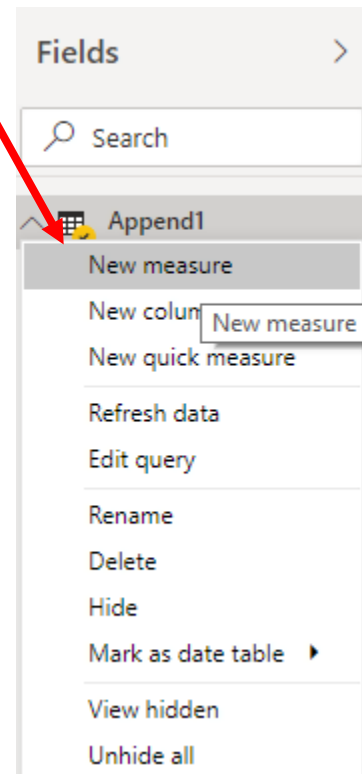 Fields
Search
Append1
New measure
New colum
New measure
New quick measure
Refresh data
Edit query
Rename
Delete
Hide
Mark as date table
View hidden
Unhide all